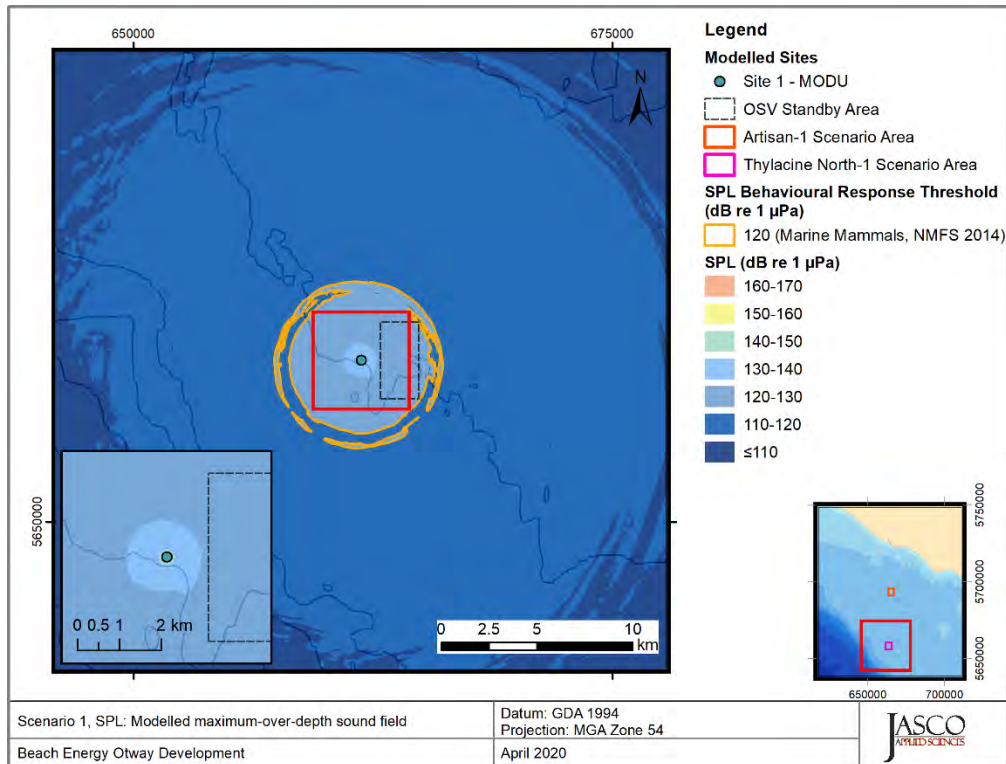 650000
675000
5650000
N
0 0.5 1 2 km
0 2.5 5 10
km
Legend
Modelled Sites
Site 1 - MODU
OSV Standby Area
Artisan-1 Scenario Area
Thylacine North-1 Scenario Area
SPL Behavioural Response Threshold
(dB re 1 µPa)
120 (Marine Mammals, NMFS 2014)
SPL (dB re 1 µPa)
160-170
150-160
140-150
130-140
120-130
110-120
≤110
5750000
5700000
5650000
650000 700000
Scenario 1, SPL: Modelled maximum-over-depth sound field
Datum: GDA 1994
Projection: MGA Zone 54
Beach Energy Otway Development
April 2020
JASCO
APPLIED SCIENCES